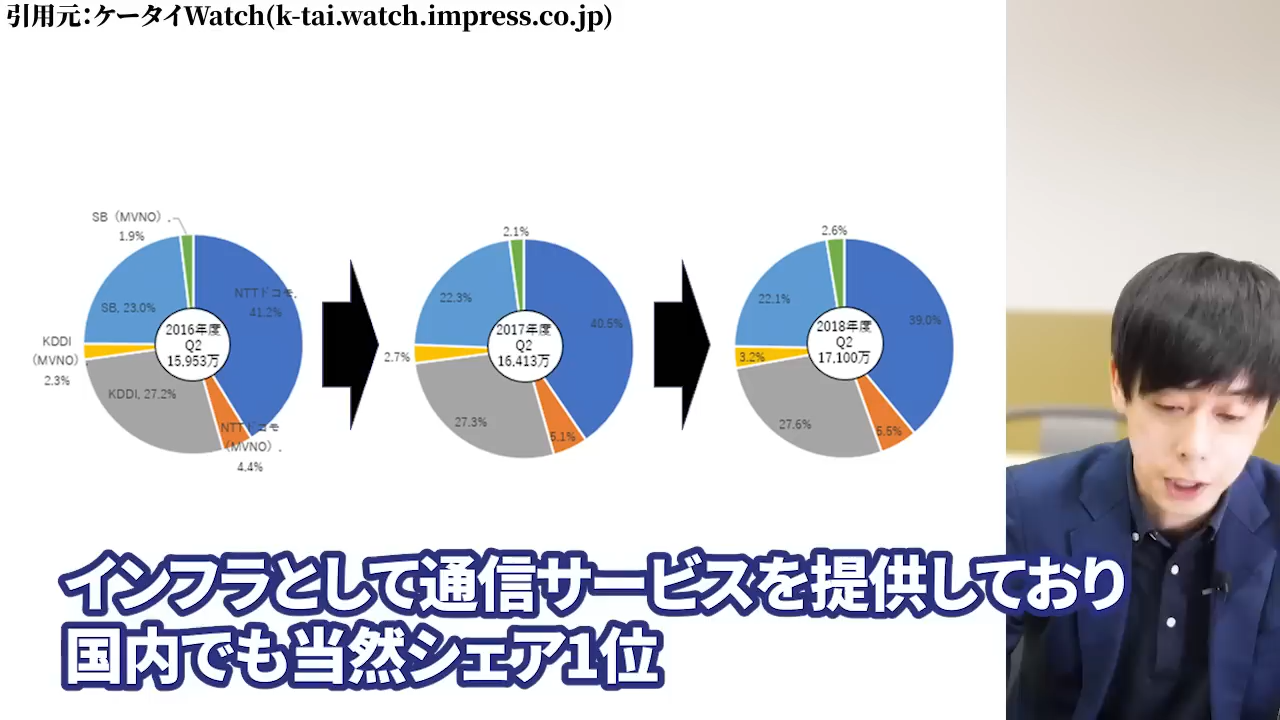 引用元：ケータイWatch(k-tai.watch.impress.co.jp)
SB（MVNO）,
1.9%
SB, 23.0%
NTTドコモ,
41.2%
2016年度
Q2
15,953万
KDDI
（MVNO）,
2.3%
KDDI, 27.2%
NTTドコモ
（MVNO）,
4.4%
2.1%
22.3%
40.6%
2017年度
Q2
16,413万
2.7%
27.3%
5.1%
2.6%
22.1%
39.0%
2018年度
Q2
17,100万
3.2%
27.6%
5.5%
インフラとして通信サービスを提供しており
国内でも当然シェア1位